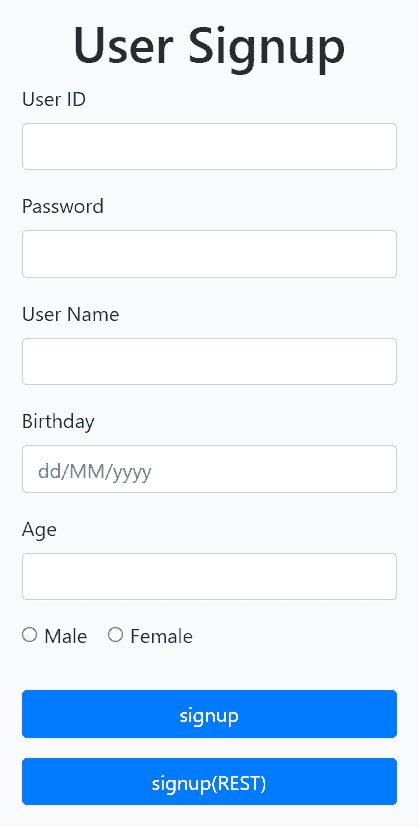 User Signup
User ID
Password
User Name
Birthday
dd/MM/yyyy
Age
Male Female
signup
signup(REST)